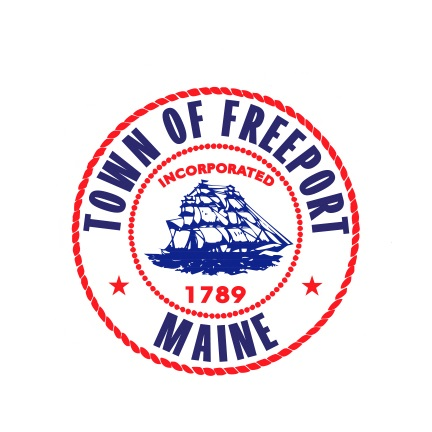 TOWN OF FREEPORT
INCORPORATED
1789
MAINE